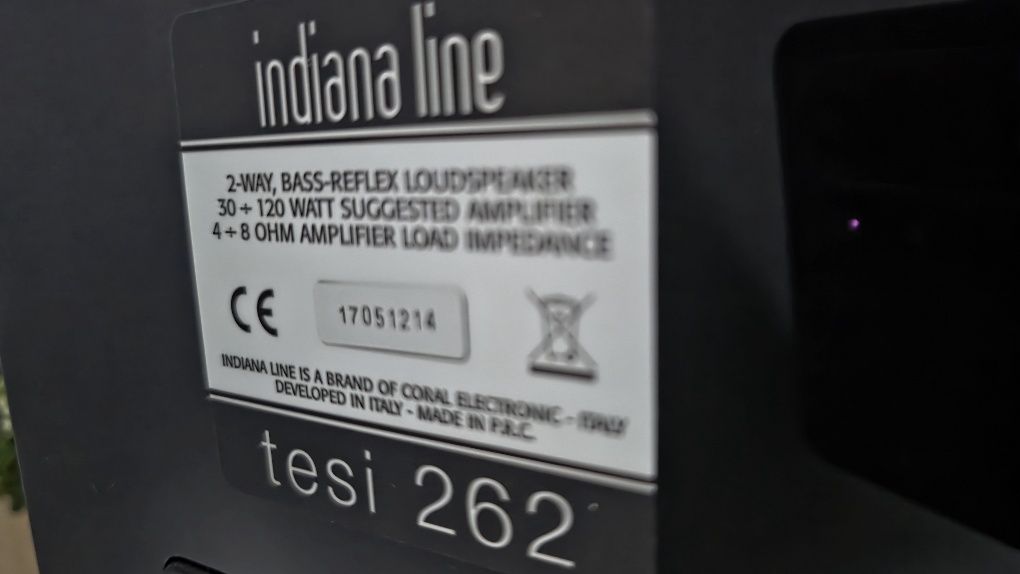 indiana line
2-WAY, BASS-REFLEX LOUDSPEAKER
30 ÷ 120 WATT SUGGESTED AMPLIFIER
4 ÷ 8 OHM AMPLIFIER LOAD IMPEDANCE
CE 17051214
INDIANA LINE IS A BRAND OF CORAL ELECTRONIC - ITALY
DEVELOPED IN ITALY - MADE IN P.R.C.
tesi 262